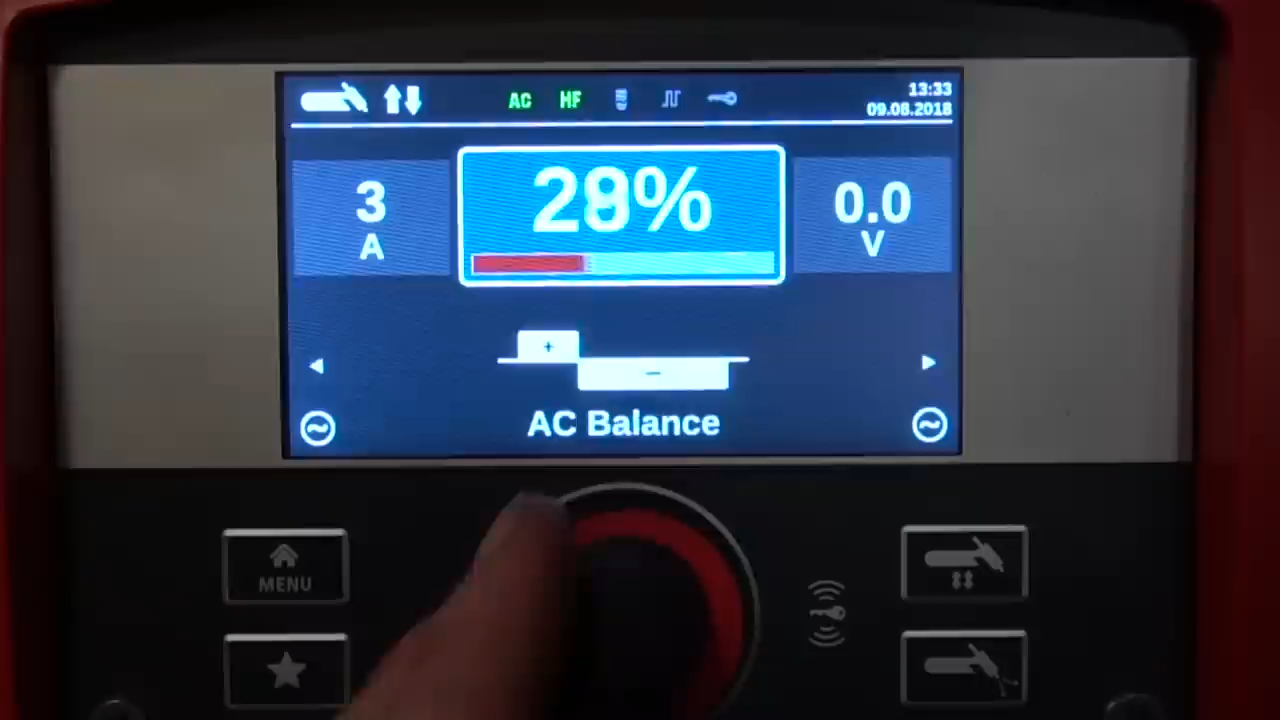 AC HF
13:33
09.08.2018
3
A
28%
0.0
V
+
−
AC Balance
MENU